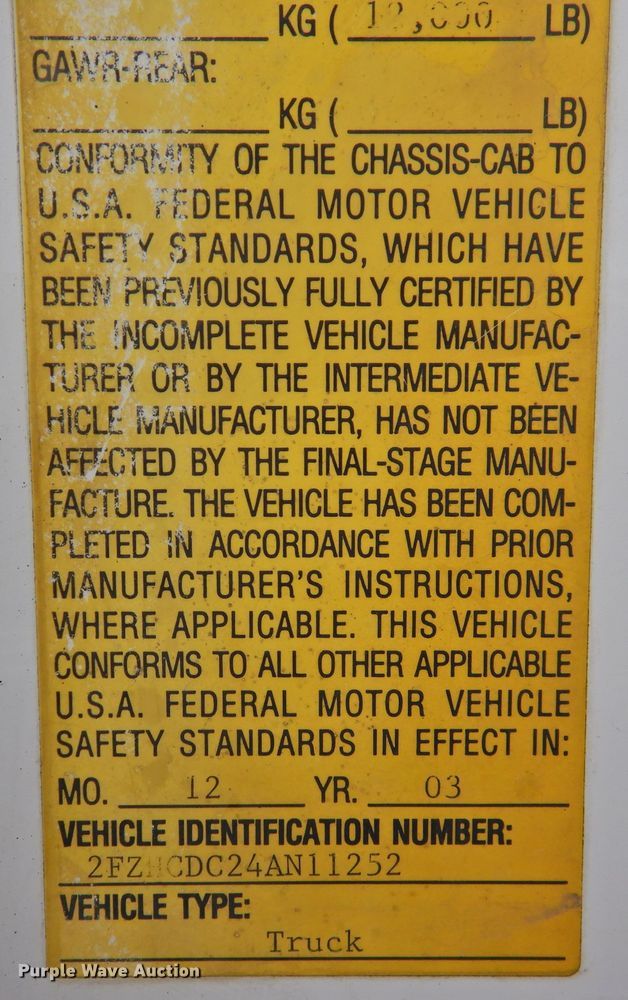 KG ( 12,000 LB)
GAWR-REAR:
KG ( LB)
CONFORMITY OF THE CHASSIS-CAB TO
U.S.A. FEDERAL MOTOR VEHICLE
SAFETY STANDARDS, WHICH HAVE
BEEN PREVIOUSLY FULLY CERTIFIED BY
THE INCOMPLETE VEHICLE MANUFAC-
TURER OR BY THE INTERMEDIATE VE-
HICLE MANUFACTURER, HAS NOT BEEN
AFFECTED BY THE FINAL-STAGE MANU-
FACTURE. THE VEHICLE HAS BEEN COM-
PLETED IN ACCORDANCE WITH PRIOR
MANUFACTURER'S INSTRUCTIONS,
WHERE APPLICABLE. THIS VEHICLE
CONFORMS TO ALL OTHER APPLICABLE
U.S.A. FEDERAL MOTOR VEHICLE
SAFETY STANDARDS IN EFFECT IN:
MO. 12 YR. 03
VEHICLE IDENTIFICATION NUMBER:
VEHICLE TYPE:
Truck
Purple Wave Auction